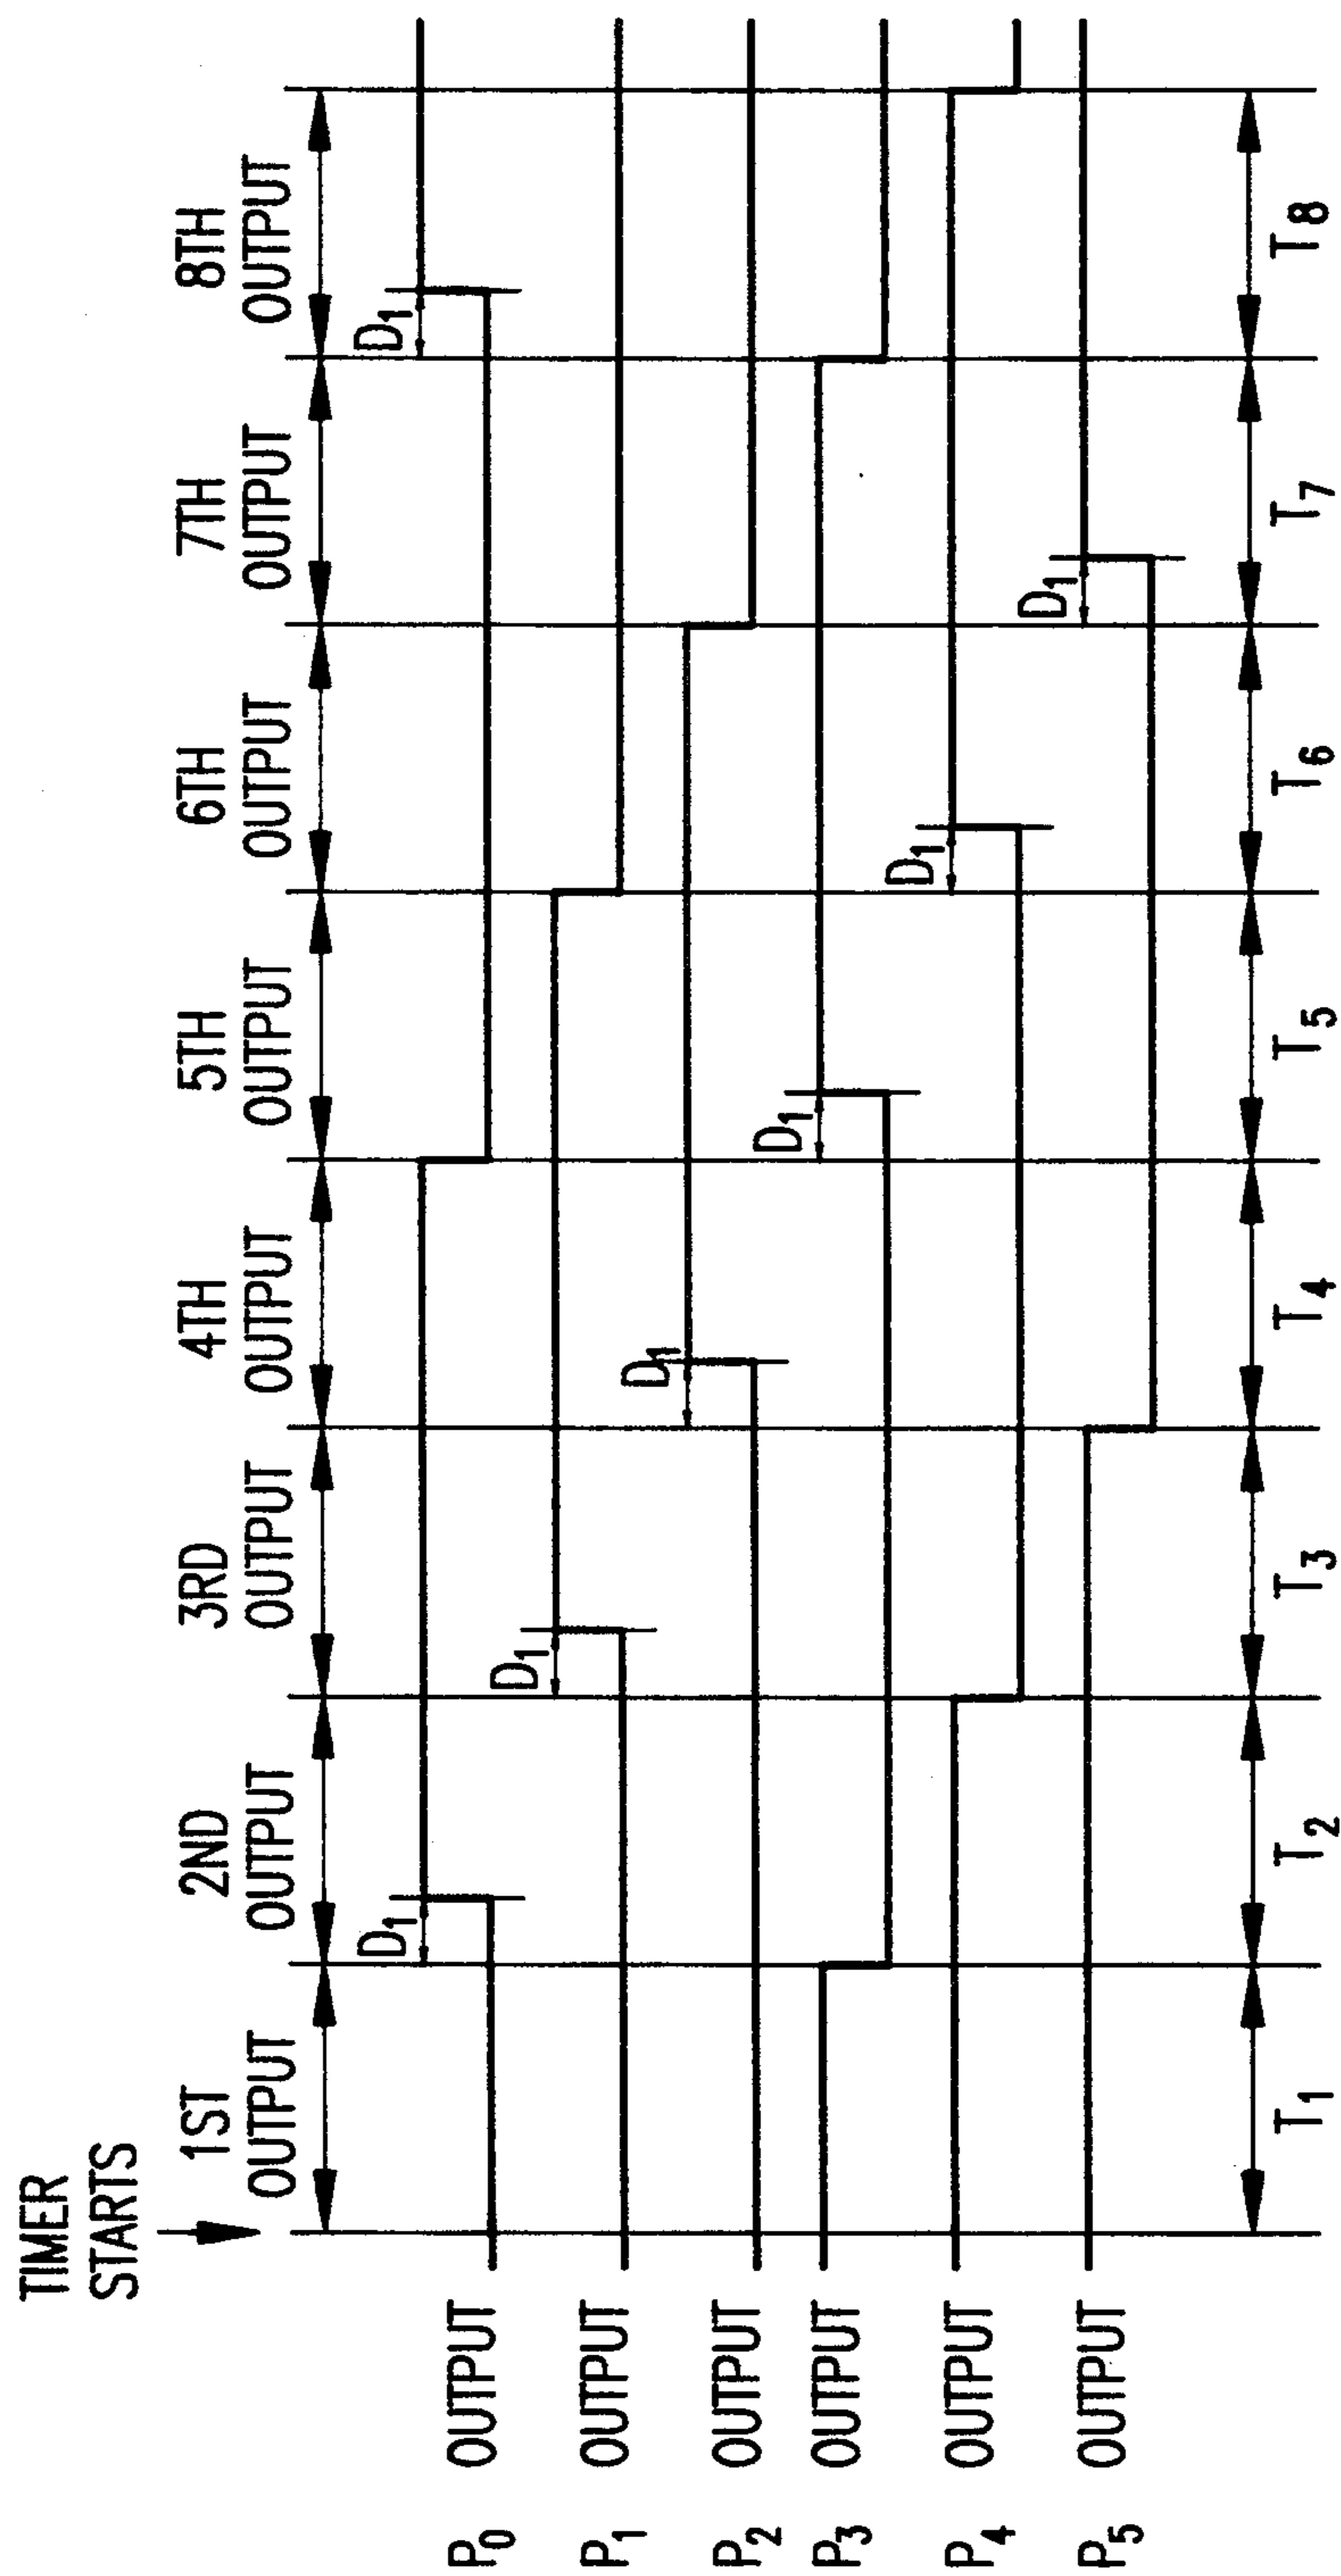 TIMER
STARTS
1ST
OUTPUT
2ND
OUTPUT
3RD
OUTPUT
4TH
OUTPUT
5TH
OUTPUT
6TH
OUTPUT
7TH
OUTPUT
8TH
OUTPUT
P0 OUTPUT
D1
D1
P1 OUTPUT
D1
P2 OUTPUT
D1
P3 OUTPUT
D1
P4 OUTPUT
D1
P5 OUTPUT
D1
T1
T2
T3
T4
T5
T6
T7
T8